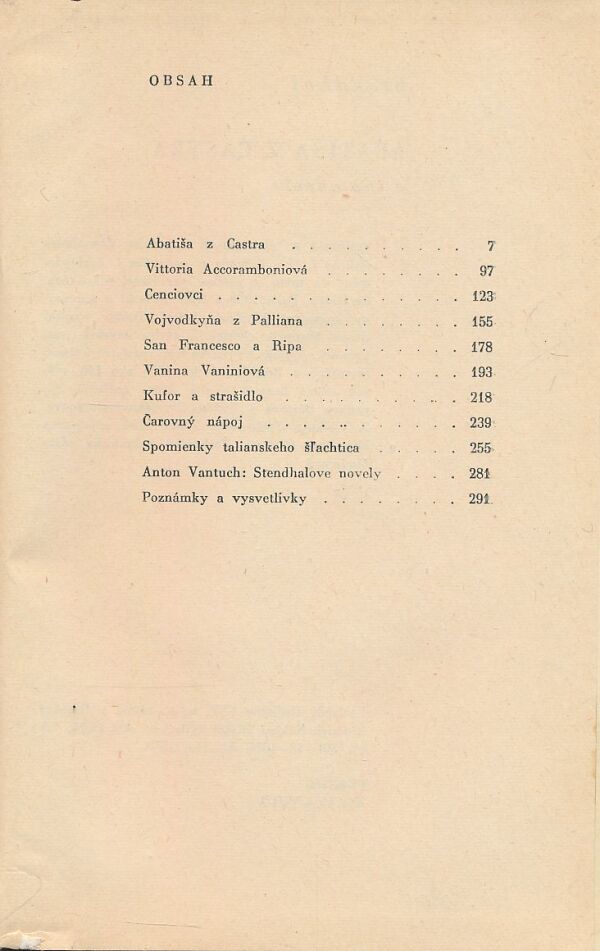 OBSAH
Abatiša z Castra . . . . . . . . . . 7
Vittoria Accoramboniová . . . . . . . . 97
Cenciovci . . . . . . . . . . . . . . 123
Vojvodkyňa z Palliana . . . . . . . . 155
San Francesco a Ripa . . . . . . . . 178
Vanina Vaniniová . . . . . . . . . . 193
Kufor a strašidlo . . . . . . . . . . 218
Čarovný nápoj . . . . . . . . . . . 239
Spomienky talianskeho šľachtica . . . . . 255
Anton Vantuch: Stendhalove novely . . . . 281
Poznámky a vysvetlívky . . . . . . . . 291